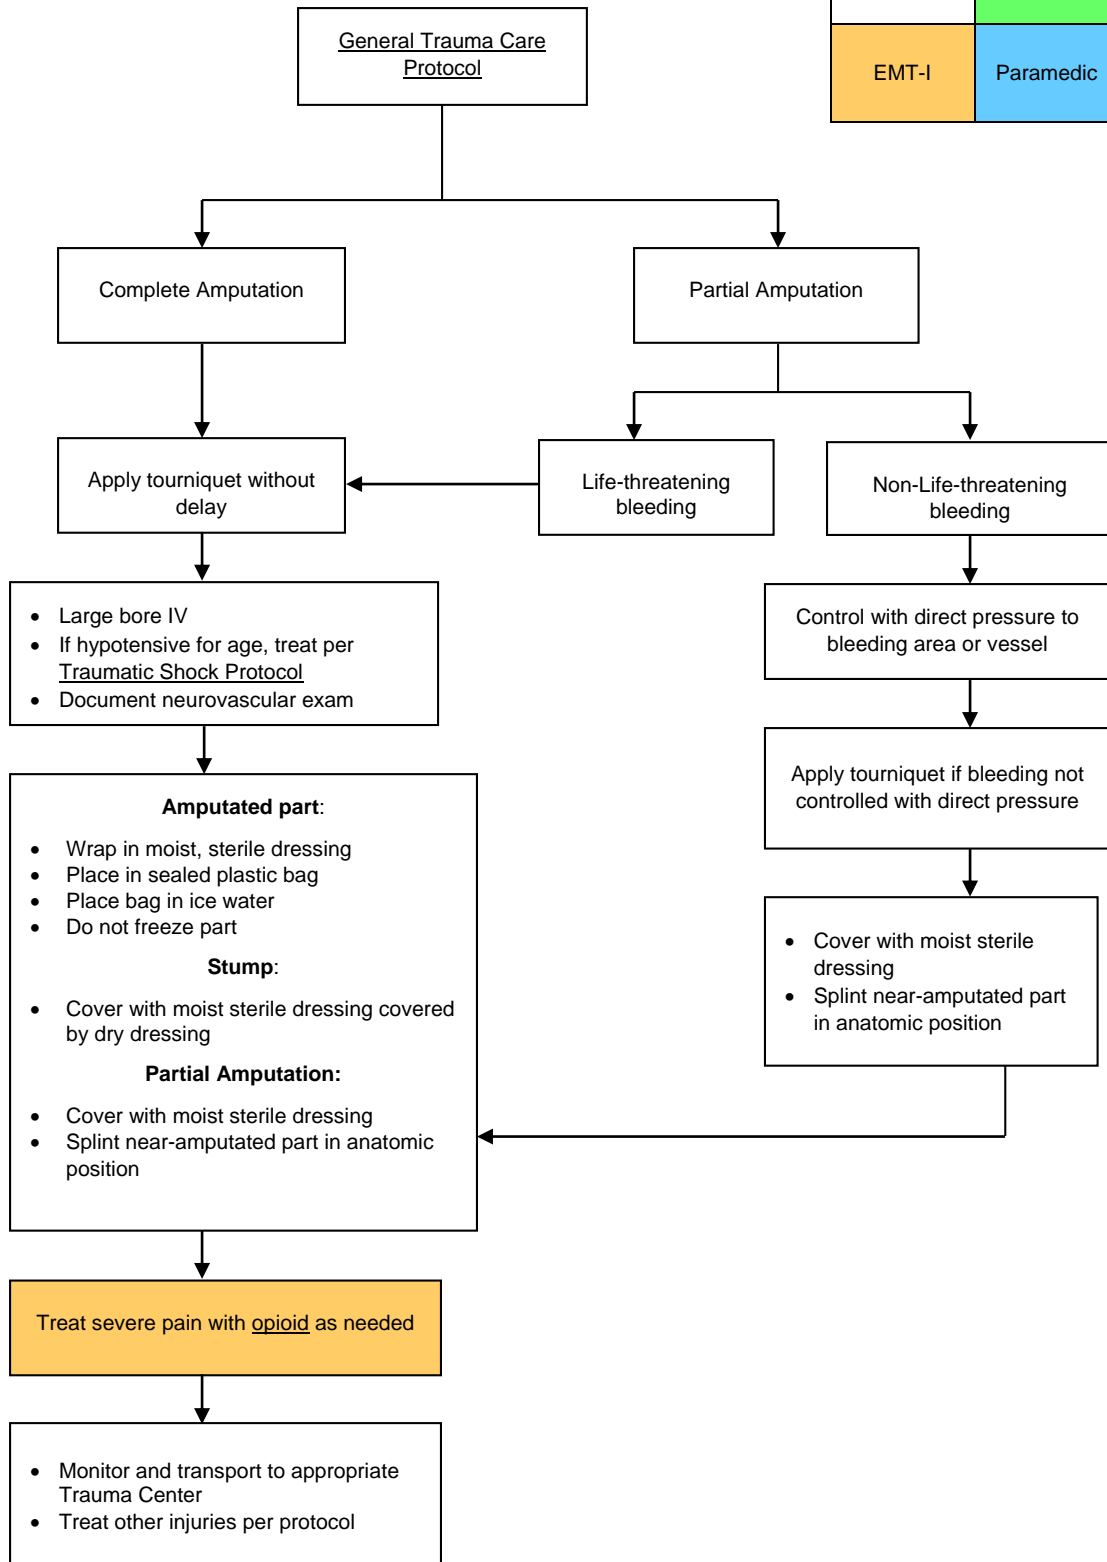 General Trauma Care
Protocol
EMT-I
Paramedic
Complete Amputation
Partial Amputation
Apply tourniquet without
delay
Life-threatening
bleeding
Non-Life-threatening
bleeding
• Large bore IV
• If hypotensive for age, treat per
Traumatic Shock Protocol
• Document neurovascular exam
Control with direct pressure to
bleeding area or vessel
Apply tourniquet if bleeding not
controlled with direct pressure
Amputated part:
• Wrap in moist, sterile dressing
• Place in sealed plastic bag
• Place bag in ice water
• Do not freeze part
Stump:
• Cover with moist sterile dressing covered
by dry dressing
Partial Amputation:
• Cover with moist sterile dressing
• Splint near-amputated part in anatomic
position
• Cover with moist sterile
dressing
• Splint near-amputated part
in anatomic position
Treat severe pain with opioid as needed
• Monitor and transport to appropriate
Trauma Center
• Treat other injuries per protocol